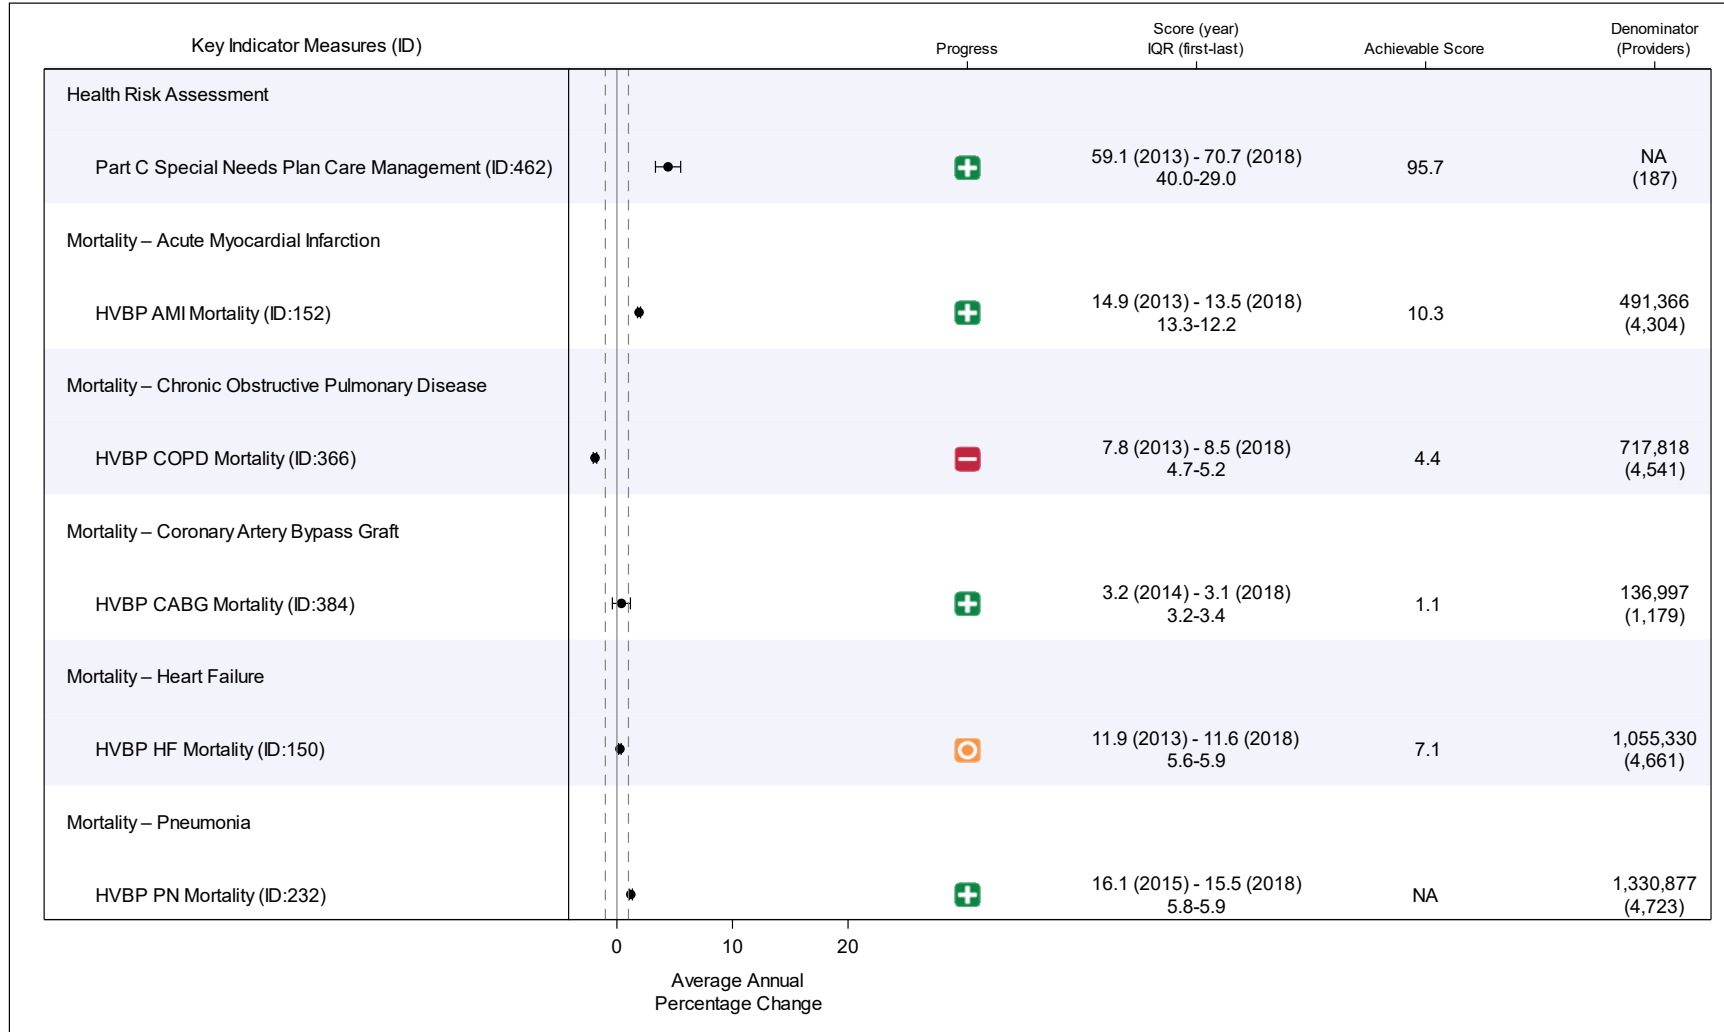 Key Indicator Measures (ID)
Progress
Score (year)
IQR (first-last)
Achievable Score
Denominator
(Providers)
Health Risk Assessment
Part C Special Needs Plan Care Management (ID:462)
59.1 (2013) - 70.7 (2018)
40.0-29.0
95.7
NA
(187)
Mortality – Acute Myocardial Infarction
HVBP AMI Mortality (ID:152)
14.9 (2013) - 13.5 (2018)
13.3-12.2
10.3
491,366
(4,304)
Mortality – Chronic Obstructive Pulmonary Disease
HVBP COPD Mortality (ID:366)
7.8 (2013) - 8.5 (2018)
4.7-5.2
4.4
717,818
(4,541)
Mortality – Coronary Artery Bypass Graft
HVBP CABG Mortality (ID:384)
3.2 (2014) - 3.1 (2018)
3.2-3.4
1.1
136,997
(1,179)
Mortality – Heart Failure
HVBP HF Mortality (ID:150)
11.9 (2013) - 11.6 (2018)
5.6-5.9
7.1
1,055,330
(4,661)
Mortality – Pneumonia
HVBP PN Mortality (ID:232)
16.1 (2015) - 15.5 (2018)
5.8-5.9
NA
1,330,877
(4,723)
0 10 20
Average Annual
Percentage Change